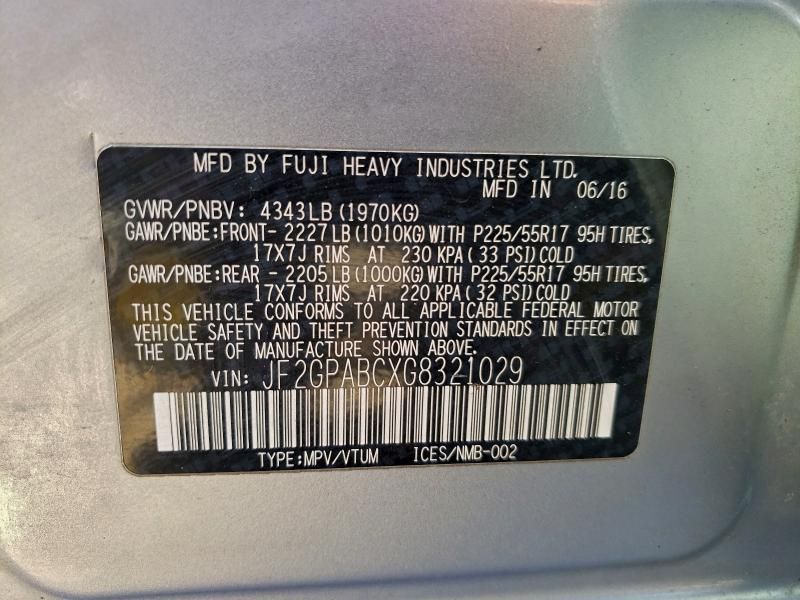 MFD BY FUJI HEAVY INDUSTRIES LTD.
MFD IN 06/16
GVWR/PNBV: 4343LB (1970KG)
GAWR/PNBE:FRONT- 2227LB (1010KG) WITH P225/55R17 95H TIRES,
17X7J RIMS AT 230 KPA ( 33 PSI) COLD
GAWR/PNBE:REAR - 2205LB (1000KG) WITH P225/55R17 95H TIRES,
17X7J RIMS AT 220 KPA ( 32 PSI) COLD
THIS VEHICLE CONFORMS TO ALL APPLICABLE FEDERAL MOTOR
VEHICLE SAFETY AND THEFT PREVENTION STANDARDS IN EFFECT ON
THE DATE OF MANUFACTURE SHOWN ABOVE.
VIN: JF2GPABCXG8321029
TYPE:MPV/VTUM ICES/NMB-002